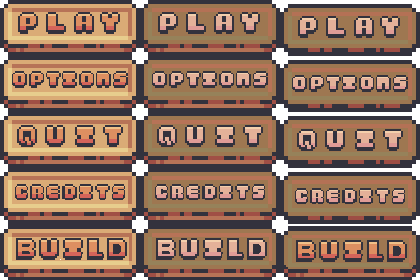 PLAY PLAY PLAY
OPTIONS OPTIONS OPTIONS
QUIT QUIT QUIT
CREDITS CREDITS CREDITS
BUILD BUILD BUILD